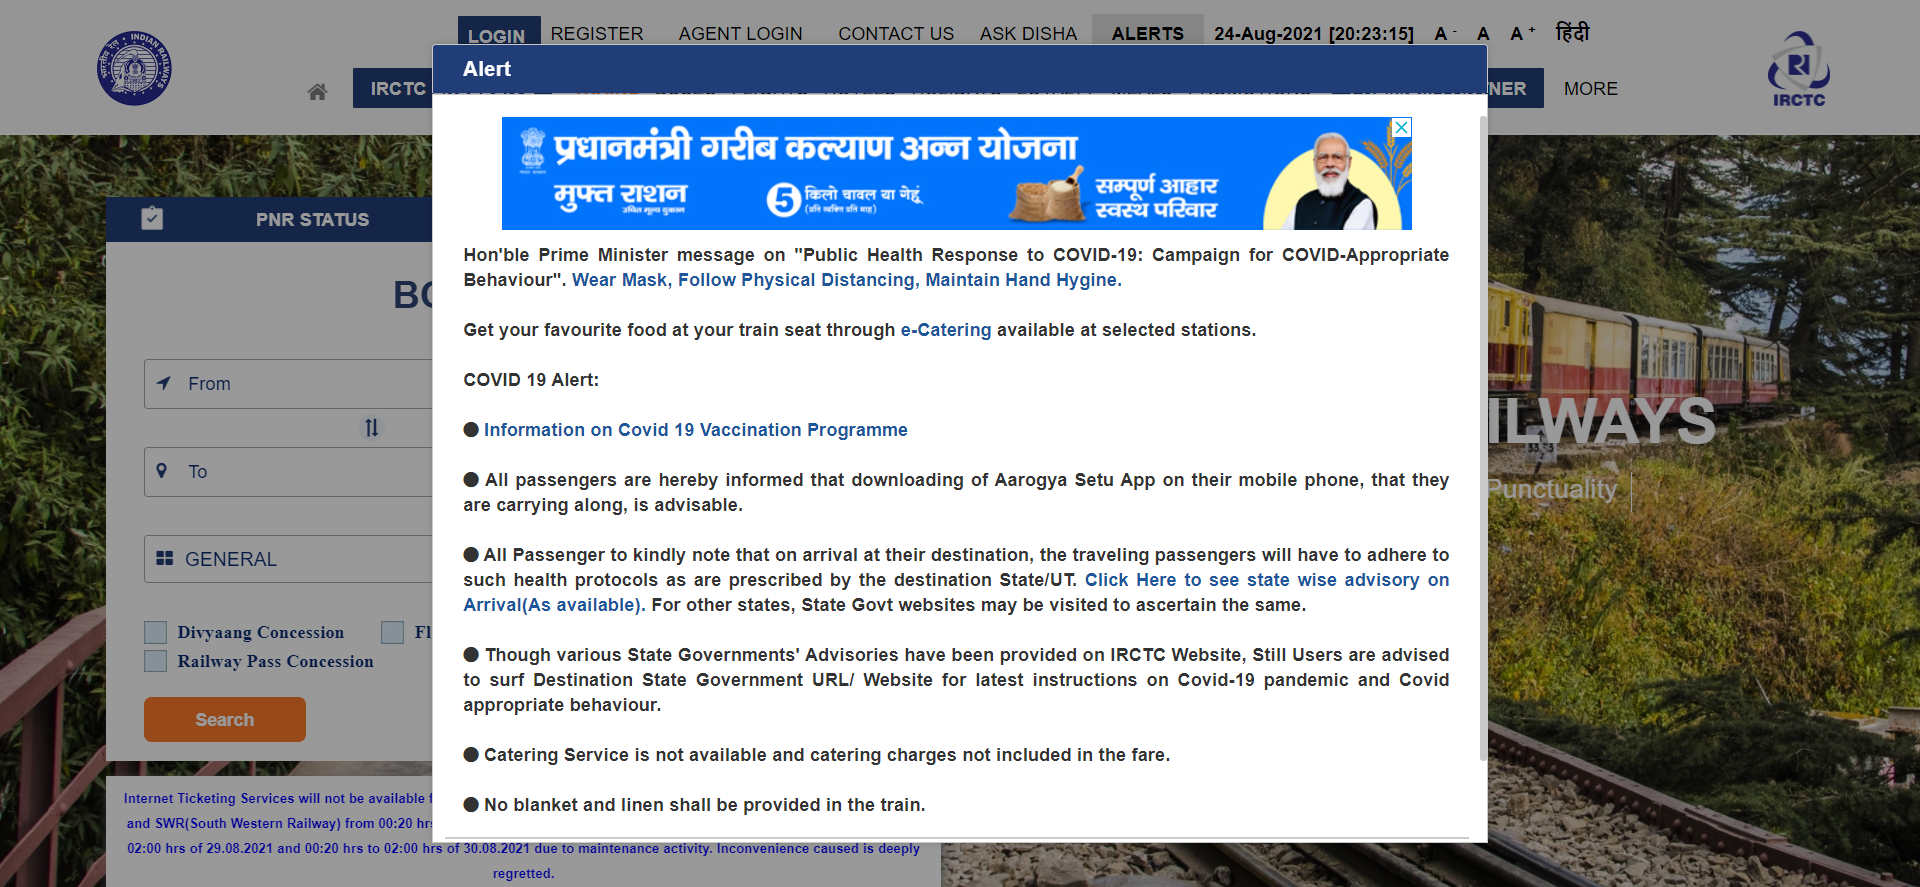 LOGIN
REGISTER
AGENT LOGIN
CONTACT US
ASK DISHA
ALERTS
24-Aug-2021 [20:23:15]
A -
A
A +
हिंदी
INDIAN RAILWAYS
भारतीय रेल
IRCTC
NER
MORE
IRCTC
Alert
प्रधानमंत्री गरीब कल्याण अन्न योजना
मुफ्त राशन
उचित मूल्य दुकान
5 किलो चावल या गेहूं
(प्रति व्यक्ति प्रति माह)
सम्पूर्ण आहार
स्वस्थ परिवार
PNR STATUS
Hon'ble Prime Minister message on "Public Health Response to COVID-19: Campaign for COVID-Appropriate
Behaviour". Wear Mask, Follow Physical Distancing, Maintain Hand Hygine.
Get your favourite food at your train seat through e-Catering available at selected stations.
COVID 19 Alert:
● Information on Covid 19 Vaccination Programme
● All passengers are hereby informed that downloading of Aarogya Setu App on their mobile phone, that they
are carrying along, is advisable.
● All Passenger to kindly note that on arrival at their destination, the traveling passengers will have to adhere to
such health protocols as are prescribed by the destination State/UT. Click Here to see state wise advisory on
Arrival(As available). For other states, State Govt websites may be visited to ascertain the same.
● Though various State Governments' Advisories have been provided on IRCTC Website, Still Users are advised
to surf Destination State Government URL/ Website for latest instructions on Covid-19 pandemic and Covid
appropriate behaviour.
● Catering Service is not available and catering charges not included in the fare.
● No blanket and linen shall be provided in the train.
From
To
GENERAL
Divyaang Concession
Fl
Railway Pass Concession
Search
ILWAYS
Punctuality
Internet Ticketing Services will not be available
and SWR(South Western Railway) from 00:20 hrs
02:00 hrs of 29.08.2021 and 00:20 hrs to 02:00 hrs of 30.08.2021 due to maintenance activity. Inconvenience caused is deeply
regretted.